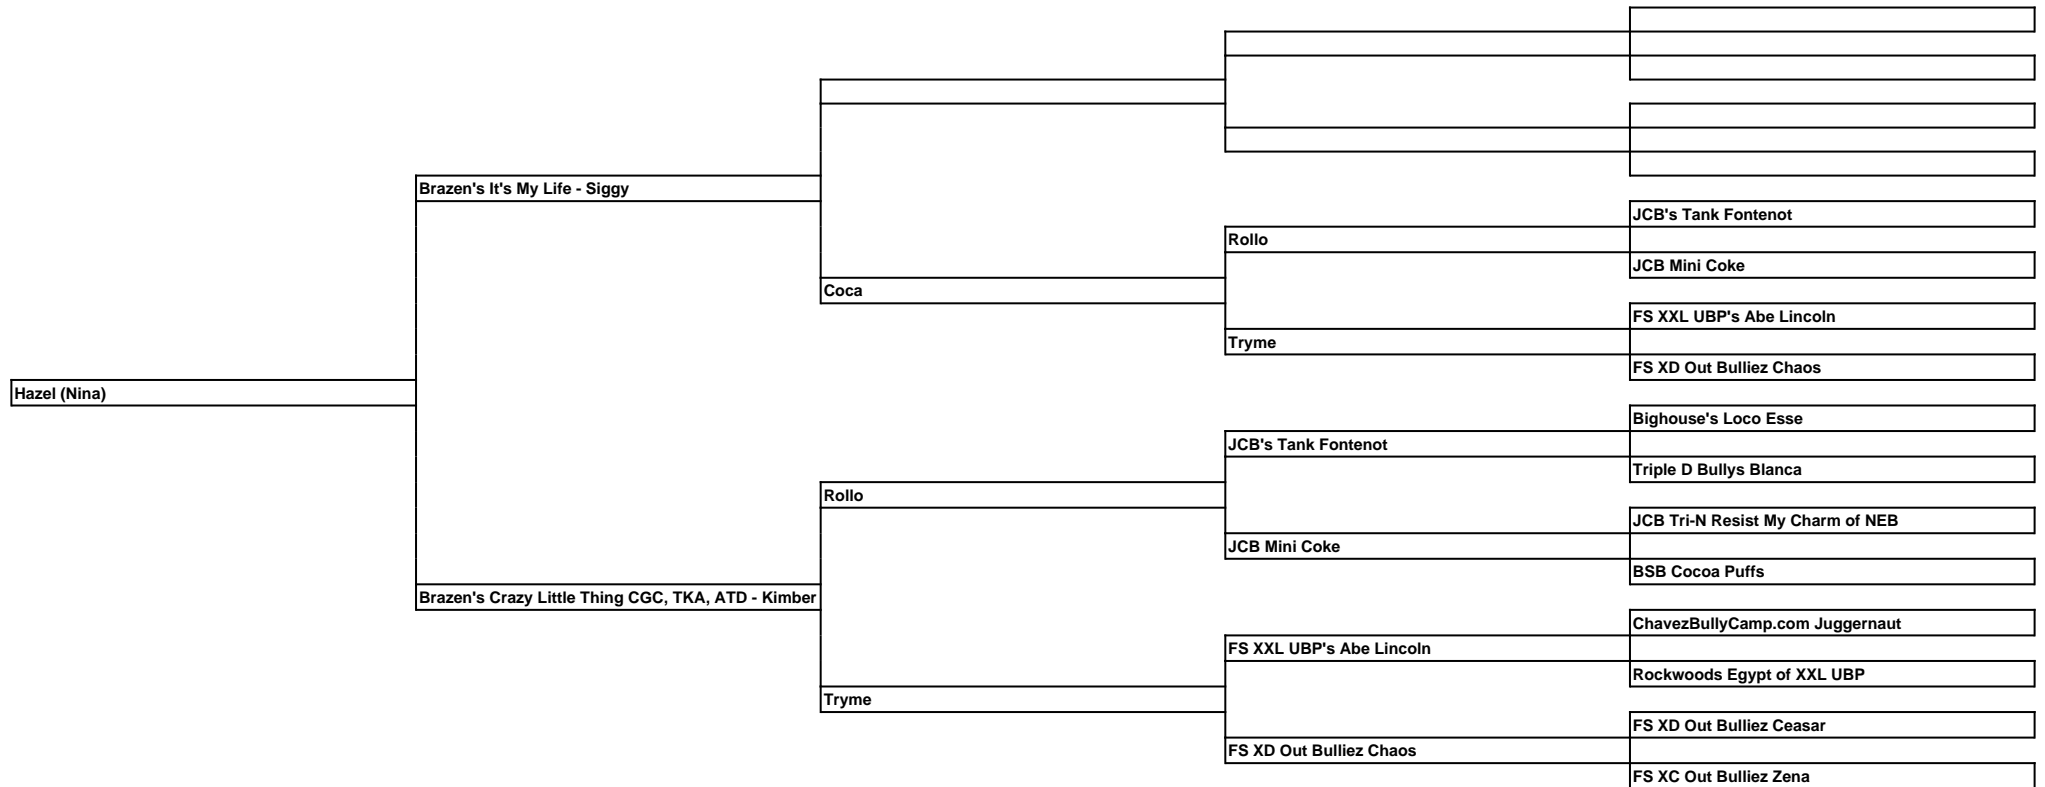 Brazen's It's My Life - Siggy
JCB's Tank Fontenot
Rollo
JCB Mini Coke
Coca
FS XXL UBP's Abe Lincoln
Tryme
FS XD Out Bulliez Chaos
Hazel (Nina)
Bighouse's Loco Esse
JCB's Tank Fontenot
Triple D Bullys Blanca
Rollo
JCB Tri-N Resist My Charm of NEB
JCB Mini Coke
BSB Cocoa Puffs
Brazen's Crazy Little Thing CGC, TKA, ATD - Kimber
ChavezBullyCamp.com Juggernaut
FS XXL UBP's Abe Lincoln
Rockwoods Egypt of XXL UBP
Tryme
FS XD Out Bulliez Ceasar
FS XD Out Bulliez Chaos
FS XC Out Bulliez Zena